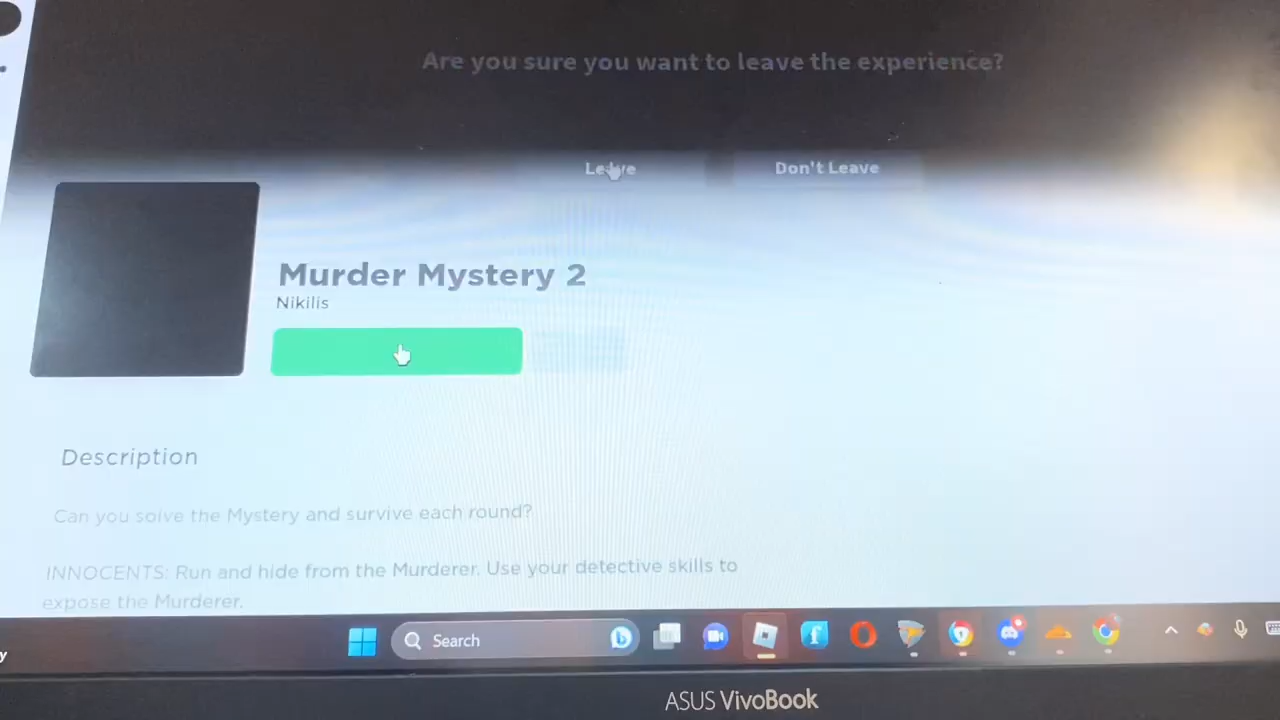 Are you sure you want to leave the experience?
Leave
Don't Leave
Murder Mystery 2
Nikilis
Description
Can you solve the Mystery and survive each round?
INNOCENTS: Run and hide from the Murderer. Use your detective skills to
expose the Murderer.
y
Search
ASUS VivoBook